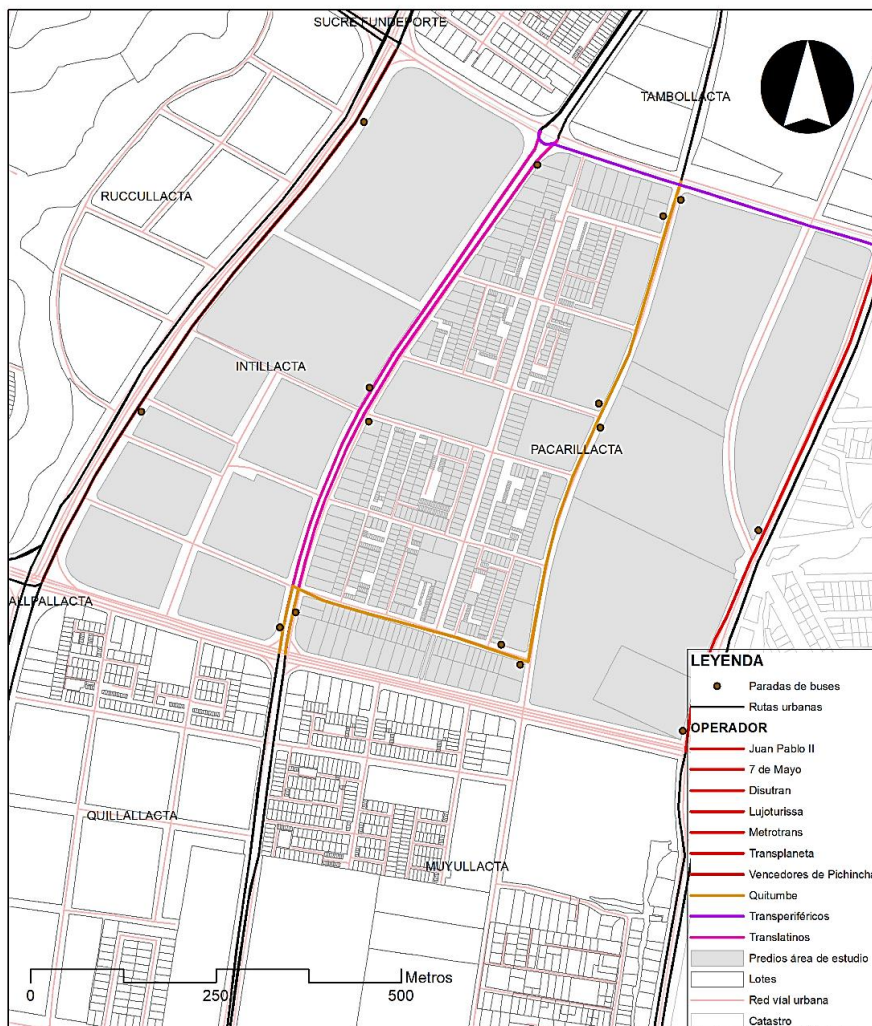 SUCRE FUNDEPORTE
TAMBOLLACTA
RUCCULLACTA
INTILLACTA
PACARILLACTA
ALLPALLACTA
QUILLALLACTA
MUYULLACTA
Metros
0 250 500
LEYENDA
Paradas de buses
Rutas urbanas
OPERADOR
Juan Pablo II
7 de Mayo
Disutran
Lujoturissa
Metrotrans
Transplaneta
Vencedores de Pichincha
Quitumbe
Transperiféricos
Translatinos
Predios área de estudio
Lotes
Red víal urbana
Catastro